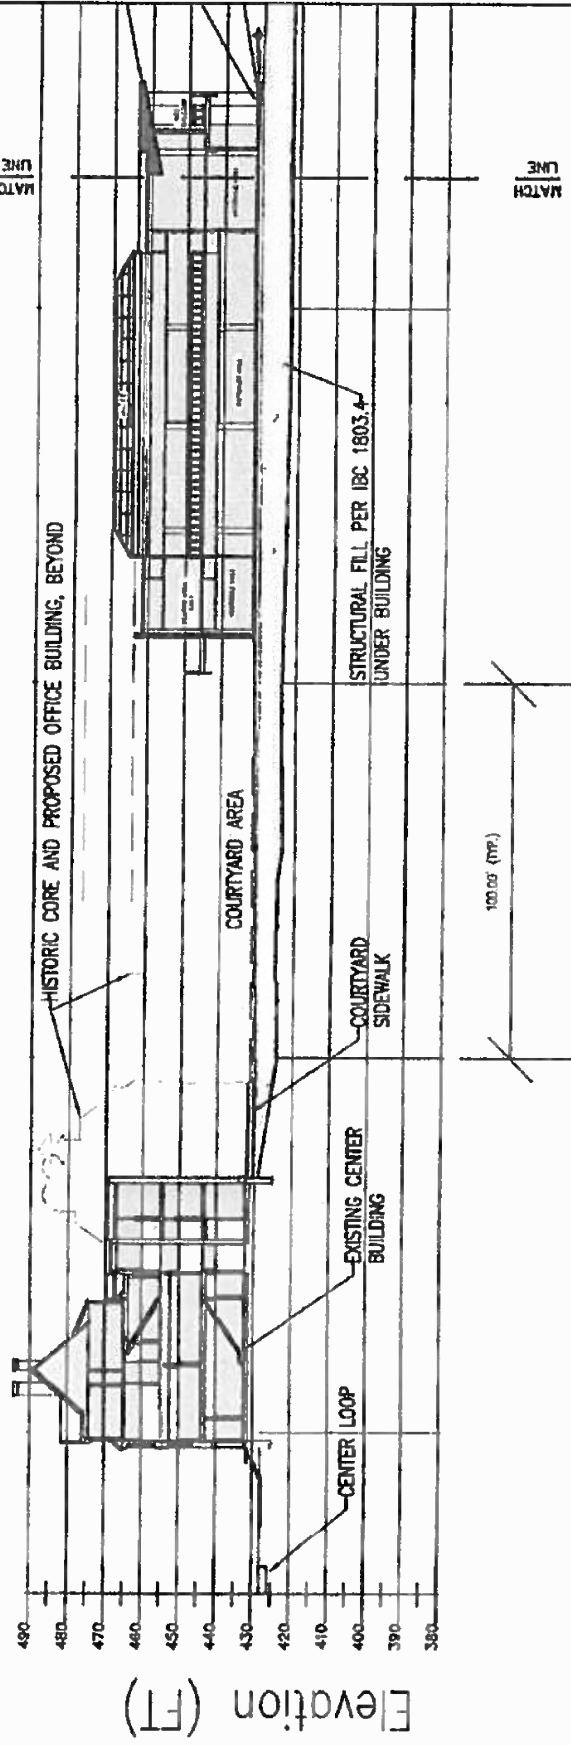 MATCH
LINE
HISTORIC CORE AND PROPOSED OFFICE BUILDING, BEYOND
COURTYARD AREA
STRUCTURAL FILL PER IBC 1803.4
UNDER BUILDING
MATCH
LINE
COURTYARD
SIDEWALK
EXISTING CENTER
BUILDING
CENTER LOOP
100.00' (TYP.)
Elevation (FT)
490
480
470
460
450
440
430
420
410
400
390
380